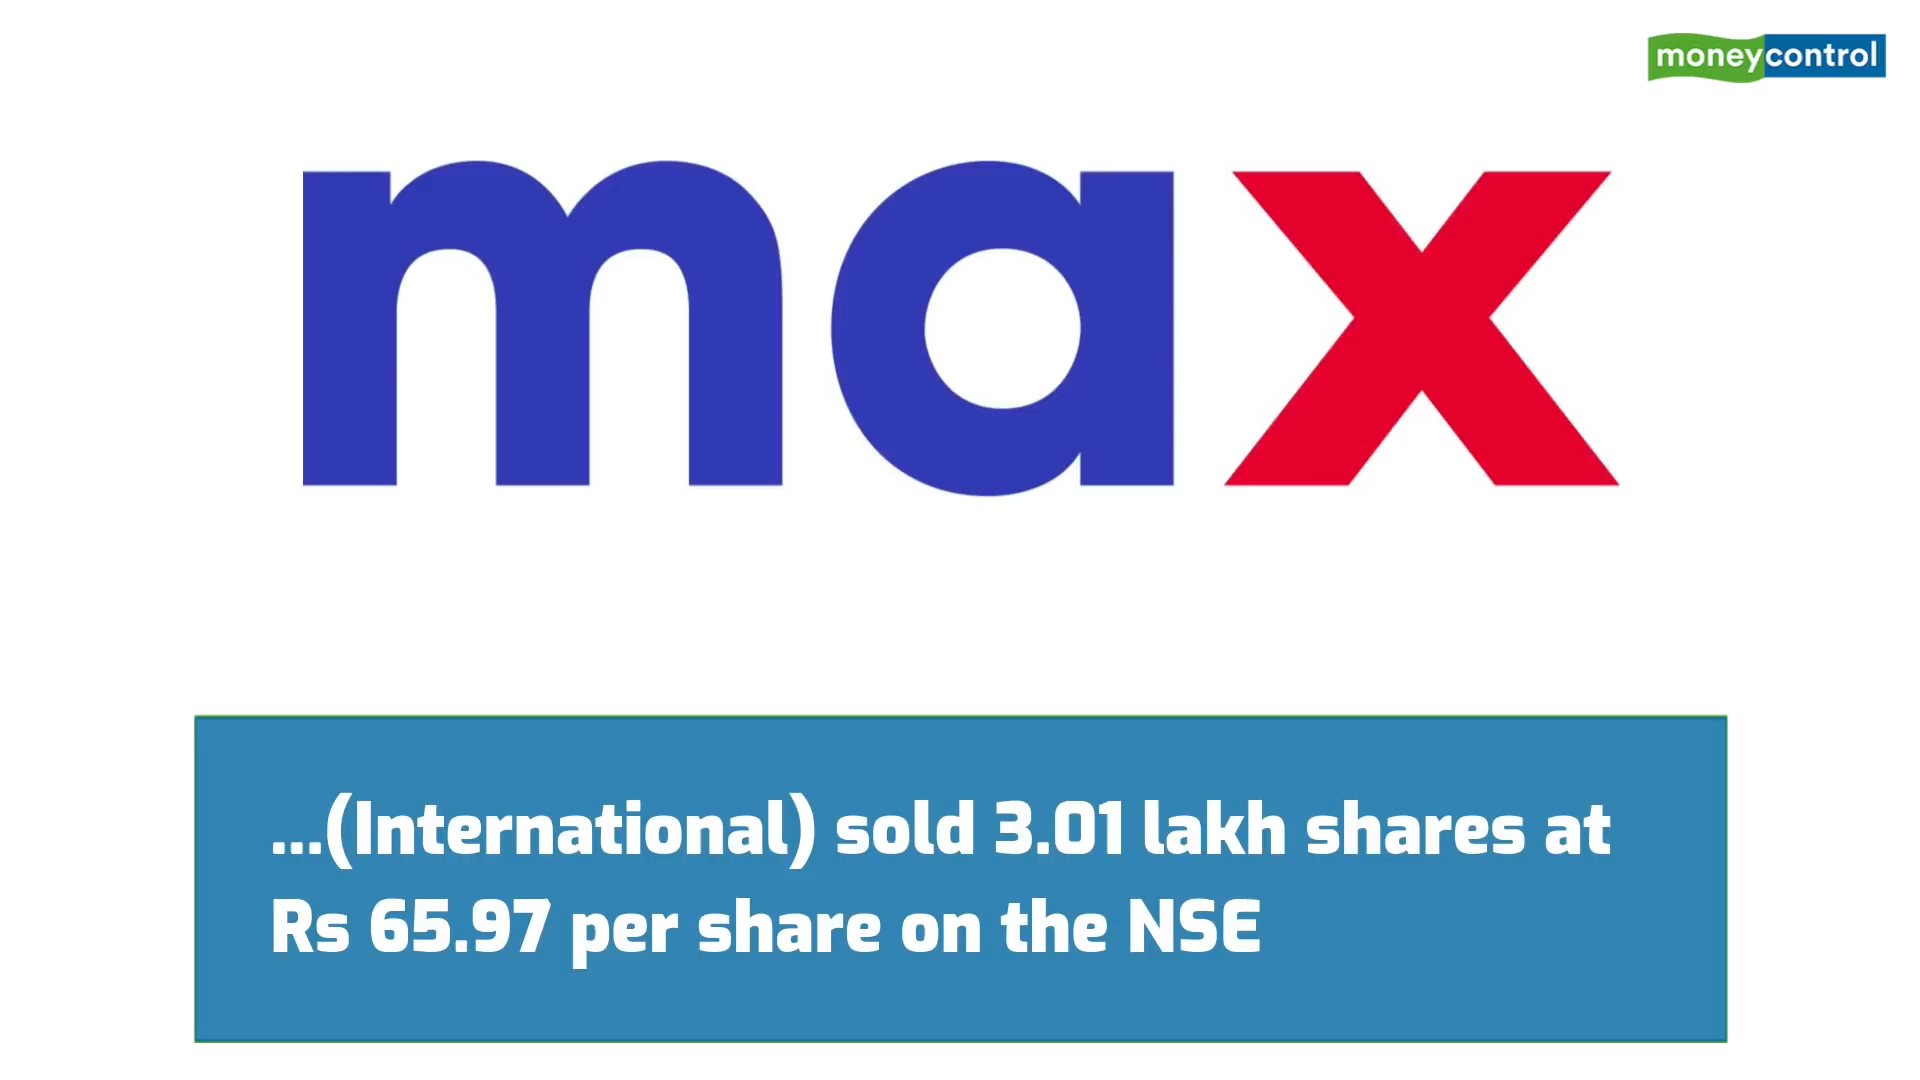 moneycontrol
max
...(International) sold 3.01 lakh shares at
Rs 65.97 per share on the NSE